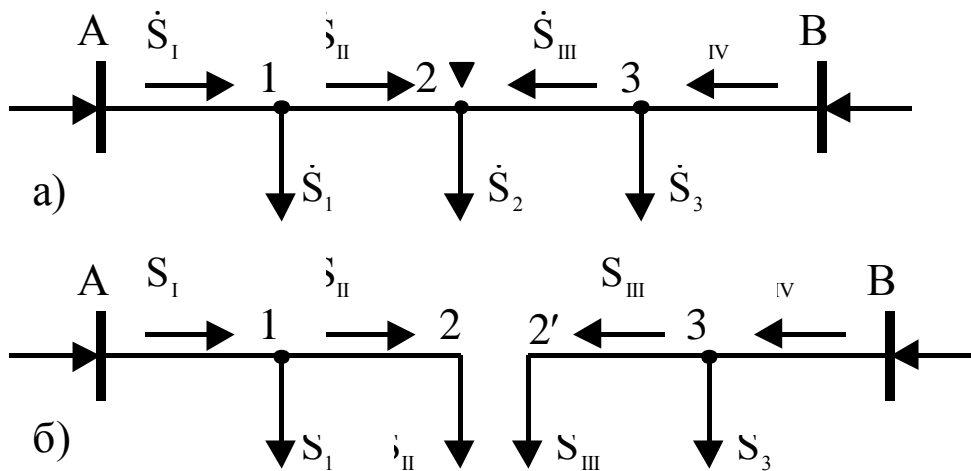 A Ṡ_I Ṡ_II Ṡ_III IV B
1 2 3
а) Ṡ_1 Ṡ_2 Ṡ_3
A S_I S_II S_III IV B
1 2 2′ 3
б) S_1 S_II S_III S_3